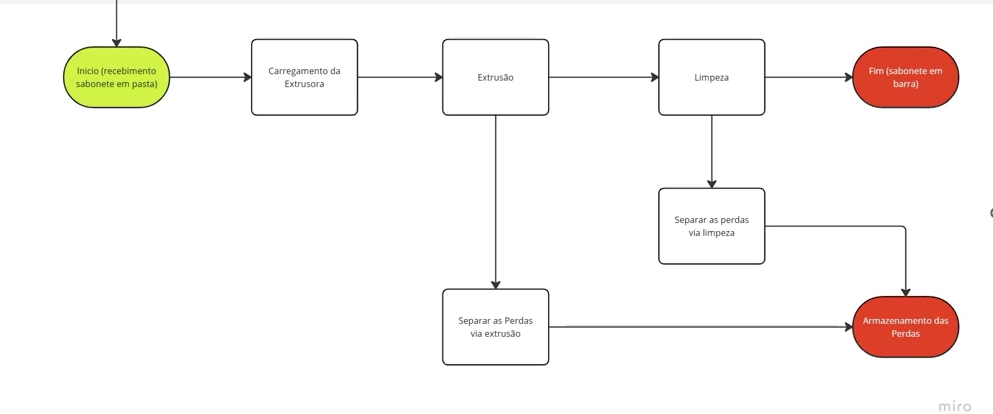 Inicio (recebimento
sabonete em pasta)
Carregamento da
Extrusora
Extrusão
Limpeza
Fim (sabonete em
barra)
Separar as perdas
via limpeza
Separar as Perdas
via extrusão
Armazenamento das
Perdas
miro